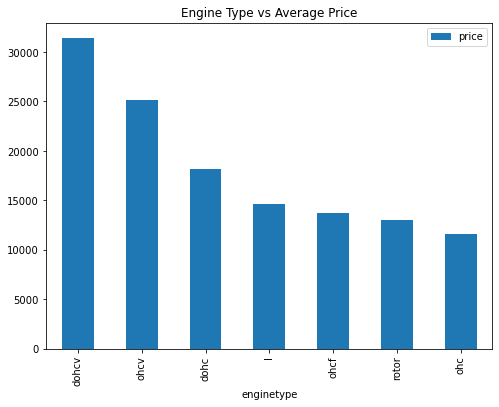 Engine Type vs Average Price
price
30000
25000
20000
15000
10000
5000
0
dohcv
ohcv
dohc
l
ohcf
rotor
ohc
enginetype